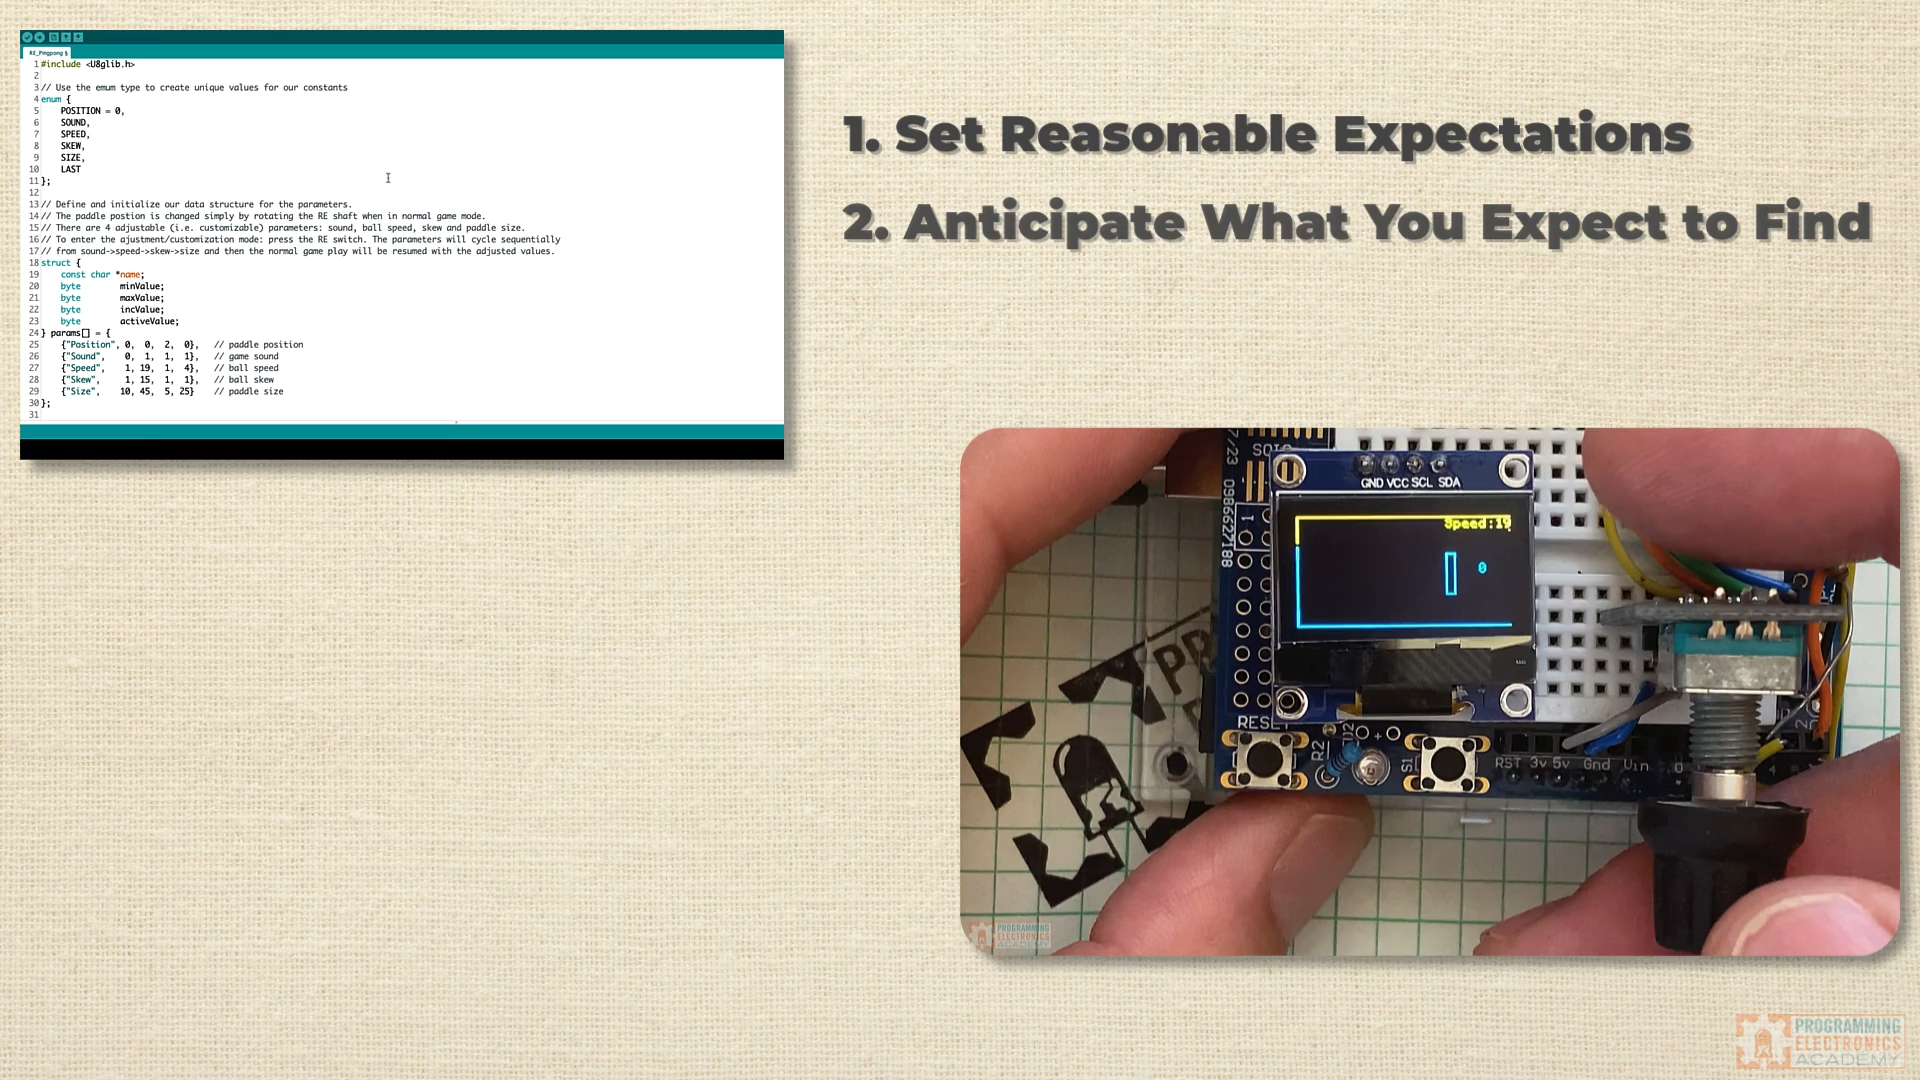 RE_Pingpong §
1 #include <U8glib.h>
2
3 // Use the emum type to create unique values for our constants
4 enum {
5 POSITION = 0,
6 SOUND,
7 SPEED,
8 SKEW,
9 SIZE,
10 LAST
11 };
12
13 // Define and initialize our data structure for the parameters.
14 // The paddle postion is changed simply by rotating the RE shaft when in normal game mode.
15 // There are 4 adjustable (i.e. customizable) parameters: sound, ball speed, skew and paddle size.
16 // To enter the ajustment/customization mode: press the RE switch. The parameters will cycle sequentially
17 // from sound->speed->skew->size and then the normal game play will be resumed with the adjusted values.
18 struct {
19 const char *name;
20 byte minValue;
21 byte maxValue;
22 byte incValue;
23 byte activeValue;
24 } params[] = {
25 {"Position", 0, 0, 2, 0}, // paddle position
26 {"Sound", 0, 1, 1, 1}, // game sound
27 {"Speed", 1, 19, 1, 4}, // ball speed
28 {"Skew", 1, 15, 1, 1}, // ball skew
29 {"Size", 10, 45, 5, 25} // paddle size
30 };
31
1. Set Reasonable Expectations
2. Anticipate What You Expect to Find
SOIC
GND VCC SCL SDA
0986627188
1
Speed:19
0
PR
RESET
R2
S1
RST 3v 5v Gnd Vin
PROGRAMMING
ELECTRONICS
ACADEMY
PROGRAMMING
ELECTRONICS
ACADEMY